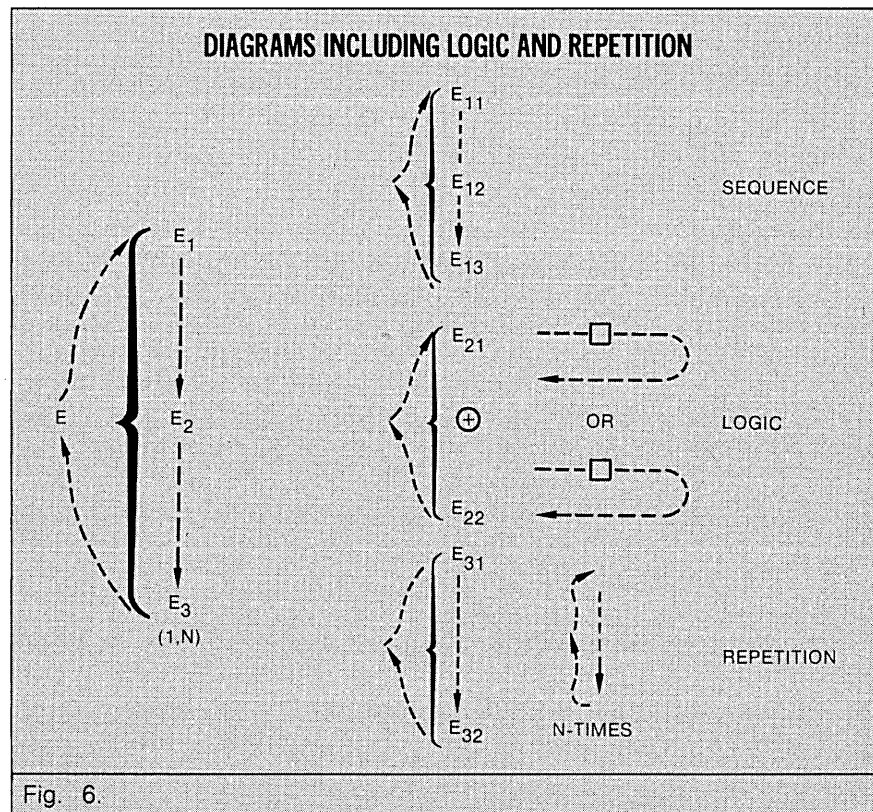 DIAGRAMS INCLUDING LOGIC AND REPETITION
E11
E12
SEQUENCE
E13
E1
E
E2
E3
(1,N)
E21
⊕
OR
LOGIC
E22
E31
REPETITION
E32
N-TIMES
Fig. 6.